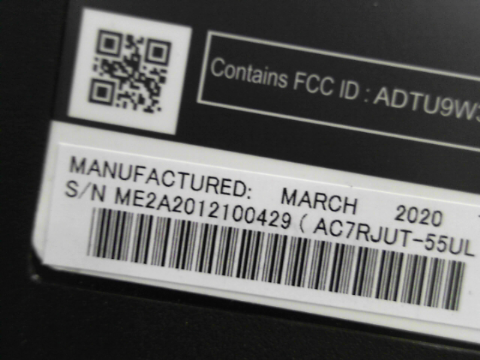 Contains FCC ID : ADTU9W
MANUFACTURED: MARCH 2020
S/N ME2A2012100429 ( AC7RJUT-55UL